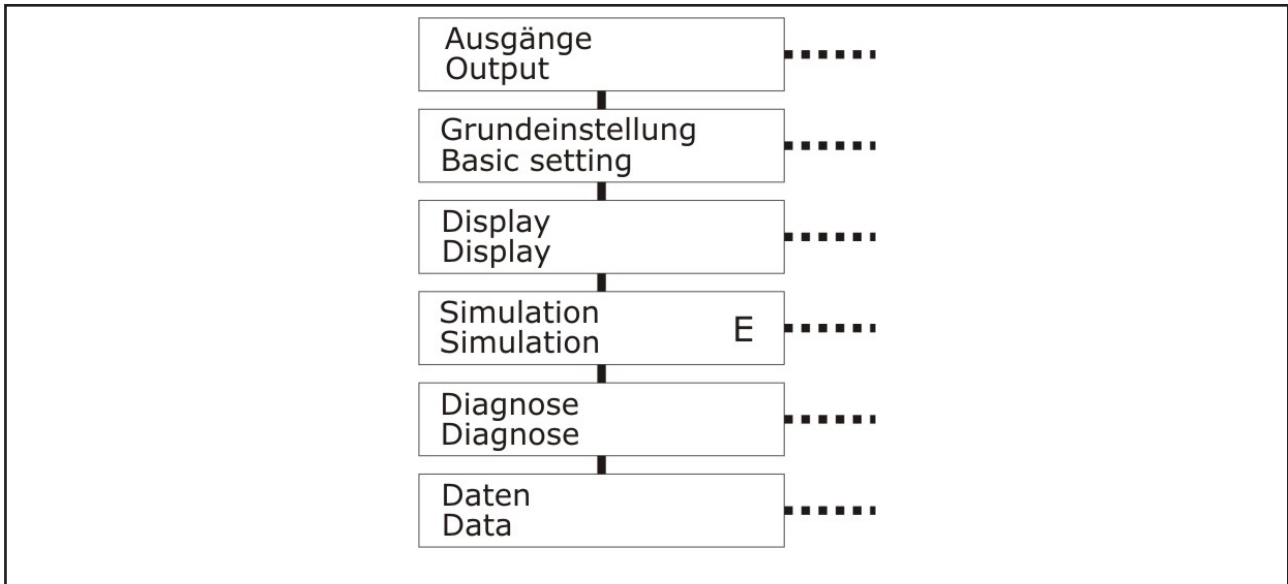 Ausgänge
Output
Grundeinstellung
Basic setting
Display
Display
Simulation
Simulation
E
Diagnose
Diagnose
Daten
Data